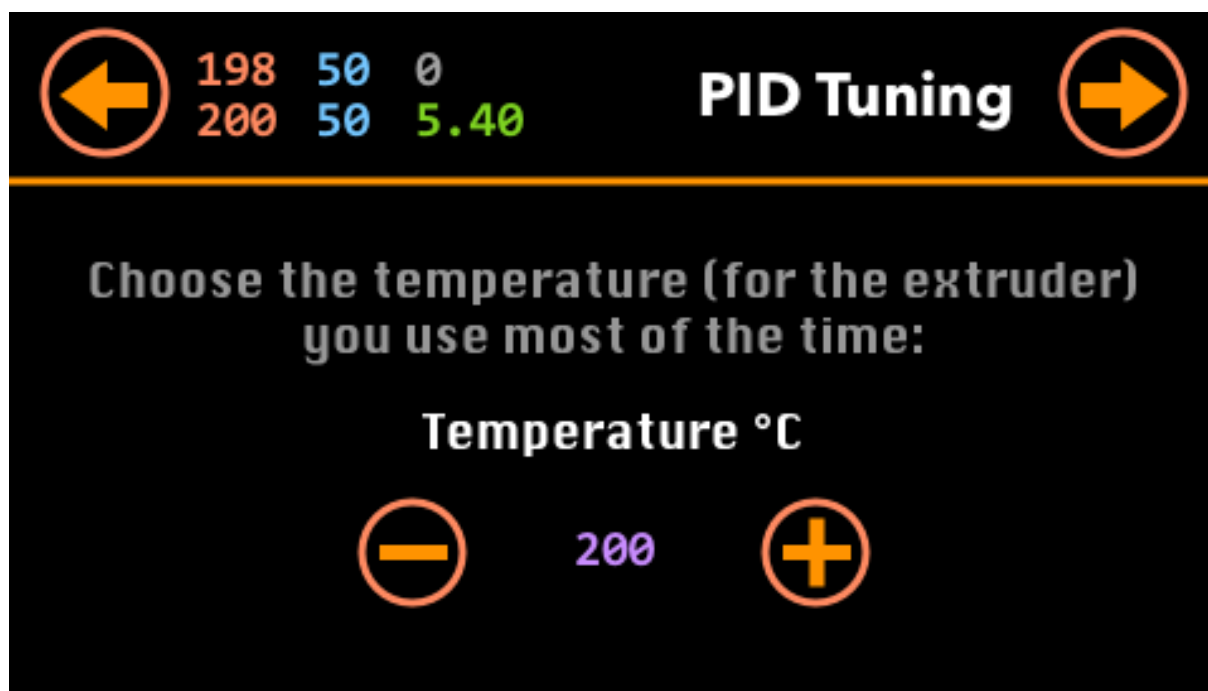 198 50 0
200 50 5.40
PID Tuning
Choose the temperature (for the extruder)
you use most of the time:
Temperature °C
200